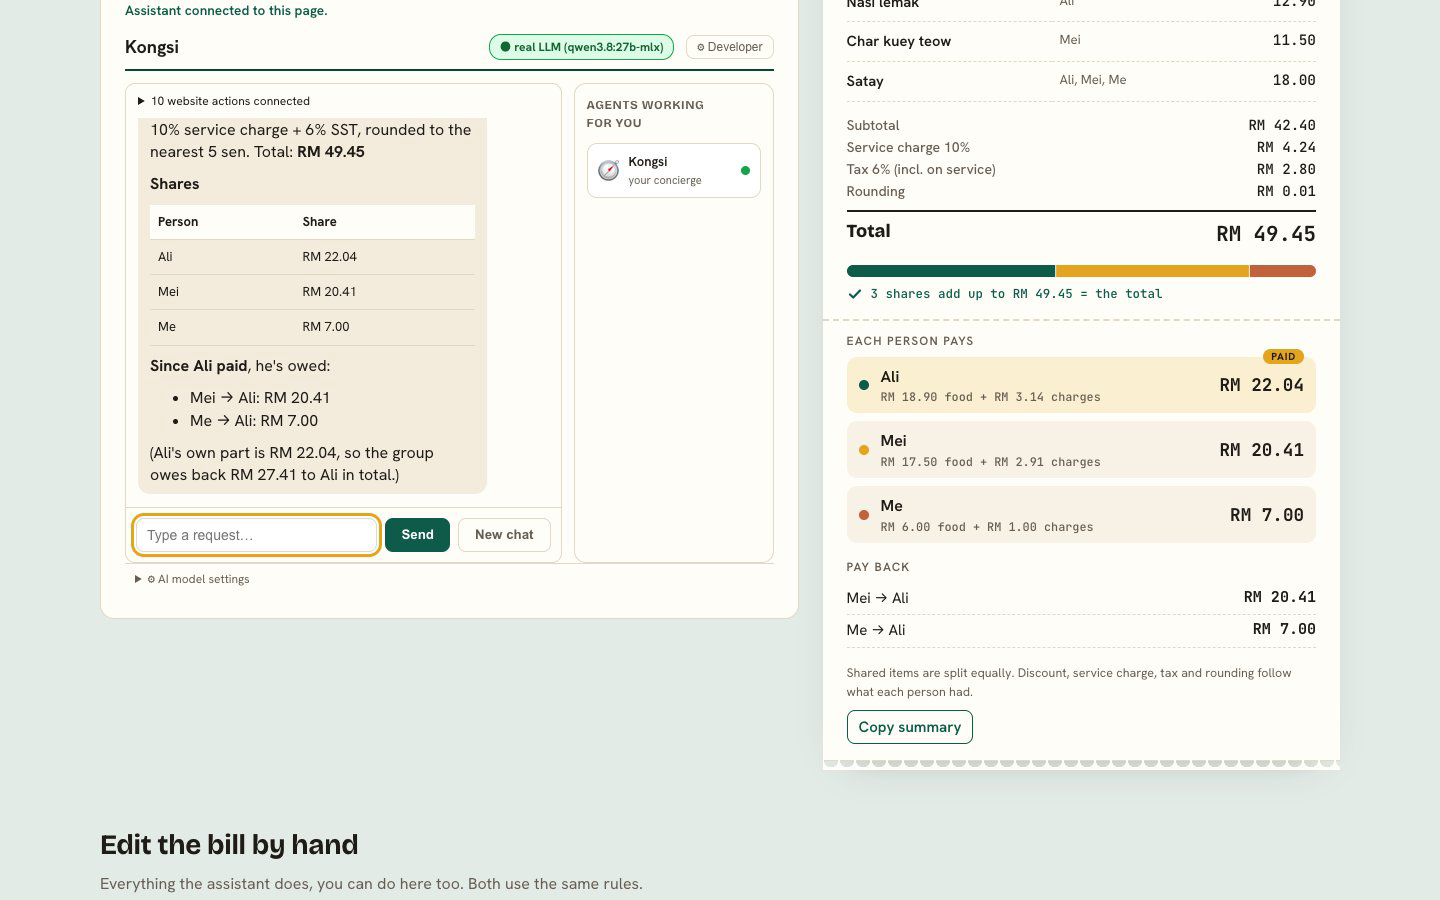 Assistant connected to this page.
Kongsi
real LLM (qwen3.8:27b-mlx)
Developer
10 website actions connected
10% service charge + 6% SST, rounded to the
nearest 5 sen. Total: RM 49.45
Shares
Person Share
Ali RM 22.04
Mei RM 20.41
Me RM 7.00
Since Ali paid, he's owed:
• Mei → Ali: RM 20.41
• Me → Ali: RM 7.00
(Ali's own part is RM 22.04, so the group
owes back RM 27.41 to Ali in total.)
Type a request...
Send
New chat
AI model settings
AGENTS WORKING
FOR YOU
Kongsi
your concierge
Nasi lemak Ali 12.90
Char kuey teow Mei 11.50
Satay Ali, Mei, Me 18.00
Subtotal RM 42.40
Service charge 10% RM 4.24
Tax 6% (incl. on service) RM 2.80
Rounding RM 0.01
Total RM 49.45
3 shares add up to RM 49.45 = the total
EACH PERSON PAYS
PAID
Ali RM 22.04
RM 18.90 food + RM 3.14 charges
Mei RM 20.41
RM 17.50 food + RM 2.91 charges
Me RM 7.00
RM 6.00 food + RM 1.00 charges
PAY BACK
Mei → Ali RM 20.41
Me → Ali RM 7.00
Shared items are split equally. Discount, service charge, tax and rounding follow
what each person had.
Copy summary
Edit the bill by hand
Everything the assistant does, you can do here too. Both use the same rules.